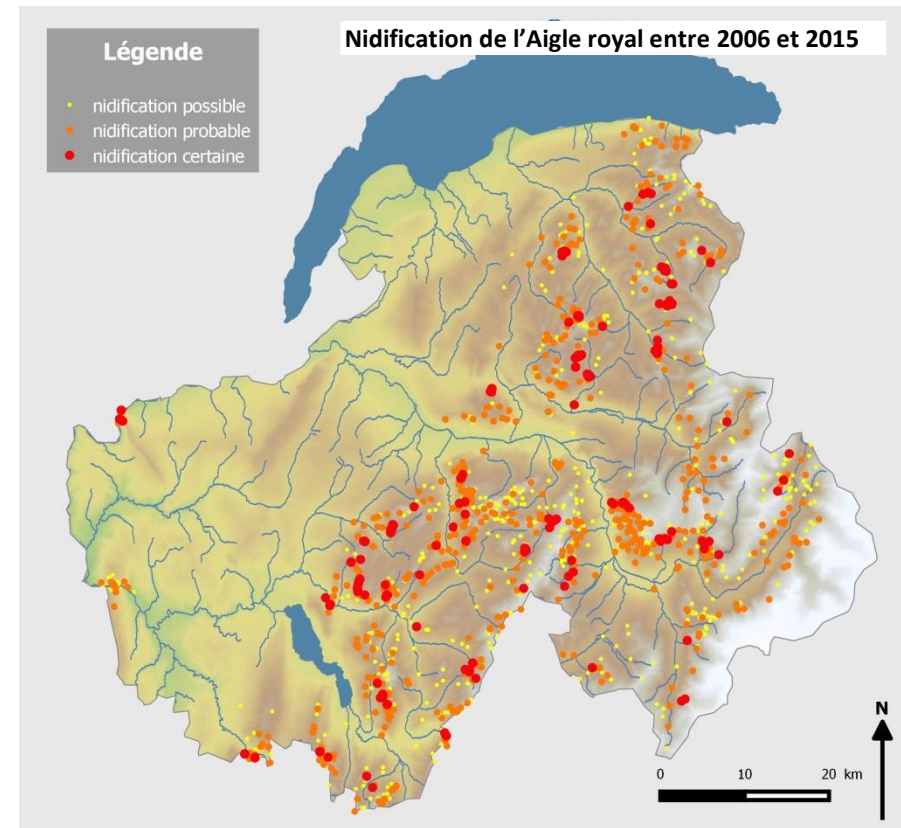 Nidification de l’Aigle royal entre 2006 et 2015
Légende
nidification possible
nidification probable
nidification certaine
N
0 10 20 km